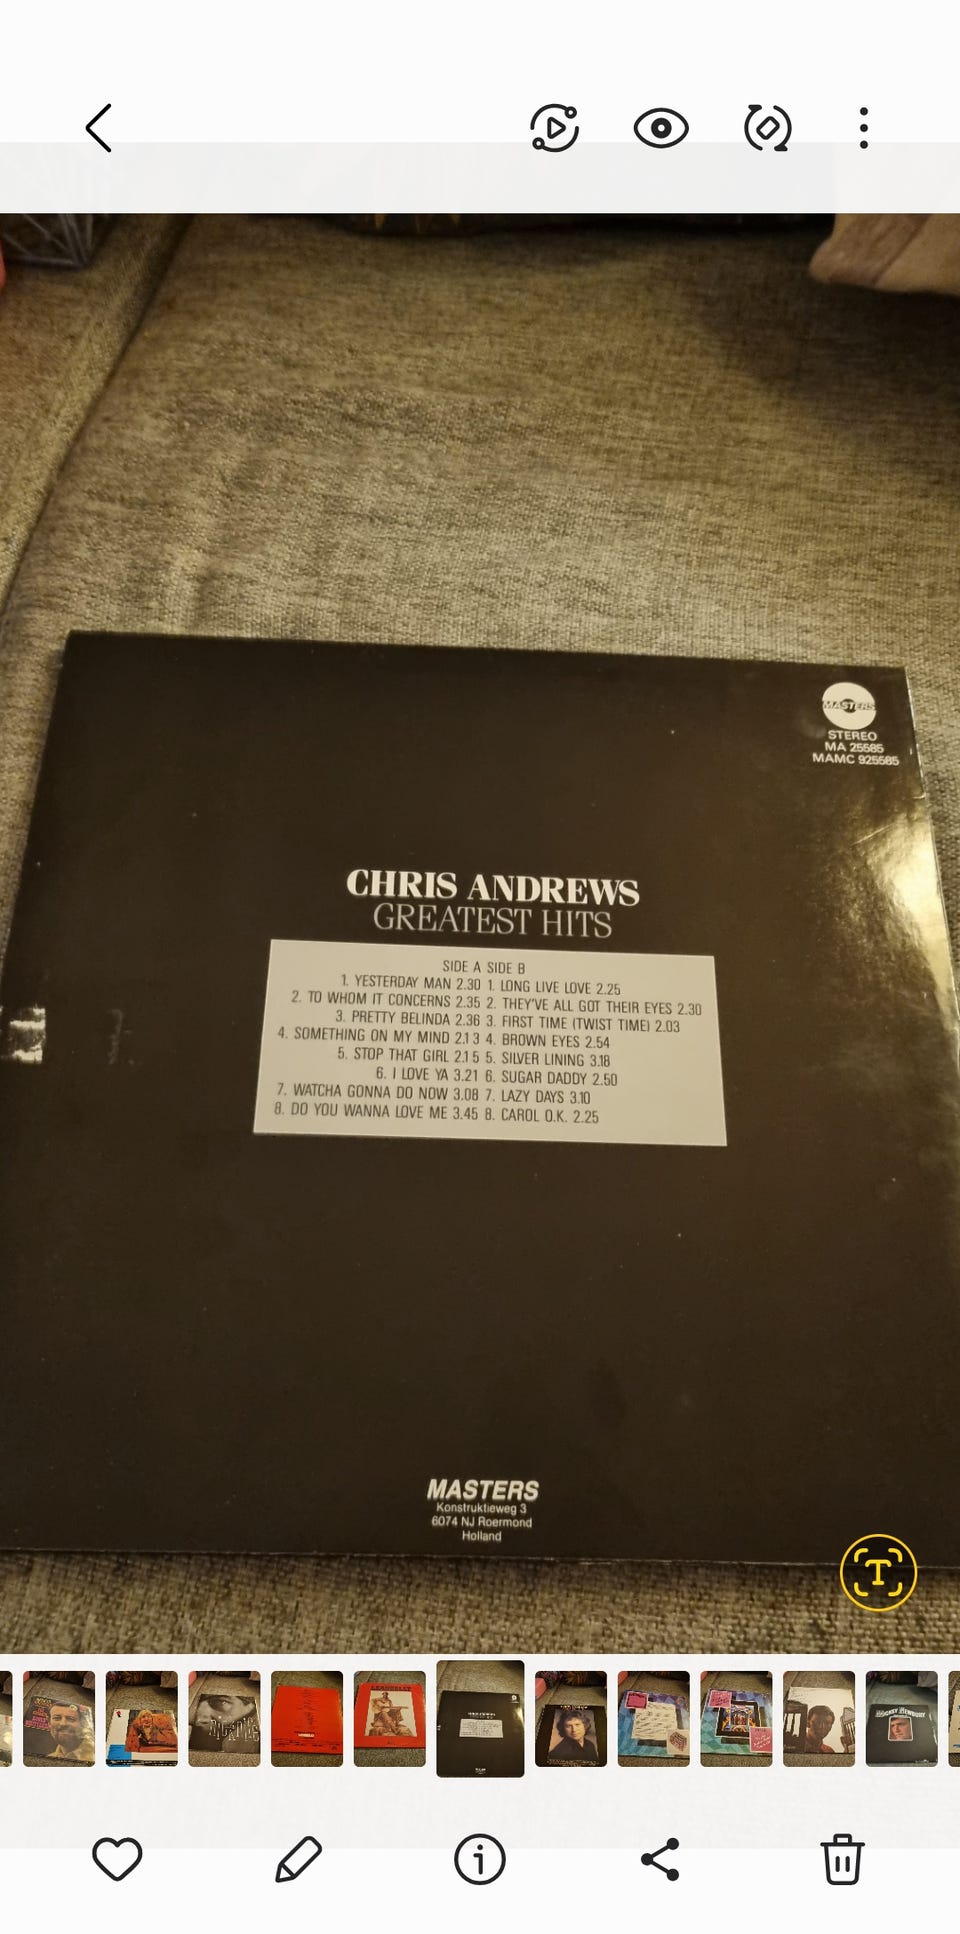 MASTERS
STEREO
MA 25585
MAMC 925585
CHRIS ANDREWS
GREATEST HITS
SIDE A SIDE B
1. YESTERDAY MAN 2.30 1. LONG LIVE LOVE 2.25
2. TO WHOM IT CONCERNS 2.35 2. THEY'VE ALL GOT THEIR EYES 2.30
3. PRETTY BELINDA 2.36 3. FIRST TIME (TWIST TIME) 2.03
4. SOMETHING ON MY MIND 2.13 4. BROWN EYES 2.54
5. STOP THAT GIRL 2.15 5. SILVER LINING 3.18
6. I LOVE YA 3.21 6. SUGAR DADDY 2.50
7. WATCHA GONNA DO NOW 3.08 7. LAZY DAYS 3.10
8. DO YOU WANNA LOVE ME 3.45 8. CAROL O.K. 2.25
MASTERS
Konstruktieweg 3
6074 NJ Roermond
Holland
T
MICKEY NEWBURY